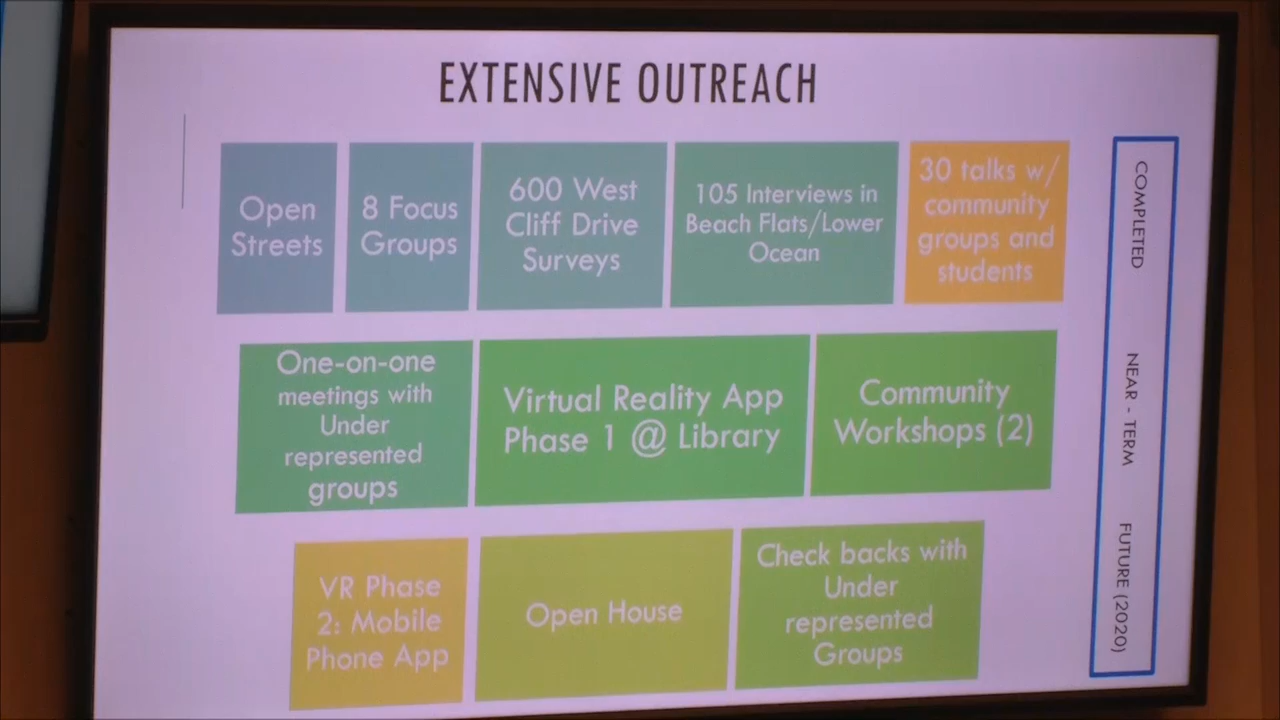 EXTENSIVE OUTREACH
Open
Streets
8 Focus
Groups
600 West
Cliff Drive
Surveys
105 Interviews in
Beach Flats/Lower
Ocean
30 talks w/
community
groups and
students
COMPLETED
One-on-one
meetings with
Under
represented
groups
Virtual Reality App
Phase 1 @ Library
Community
Workshops (2)
NEAR - TERM
VR Phase
2: Mobile
Phone App
Open House
Check backs with
Under
represented
Groups
FUTURE (2020)